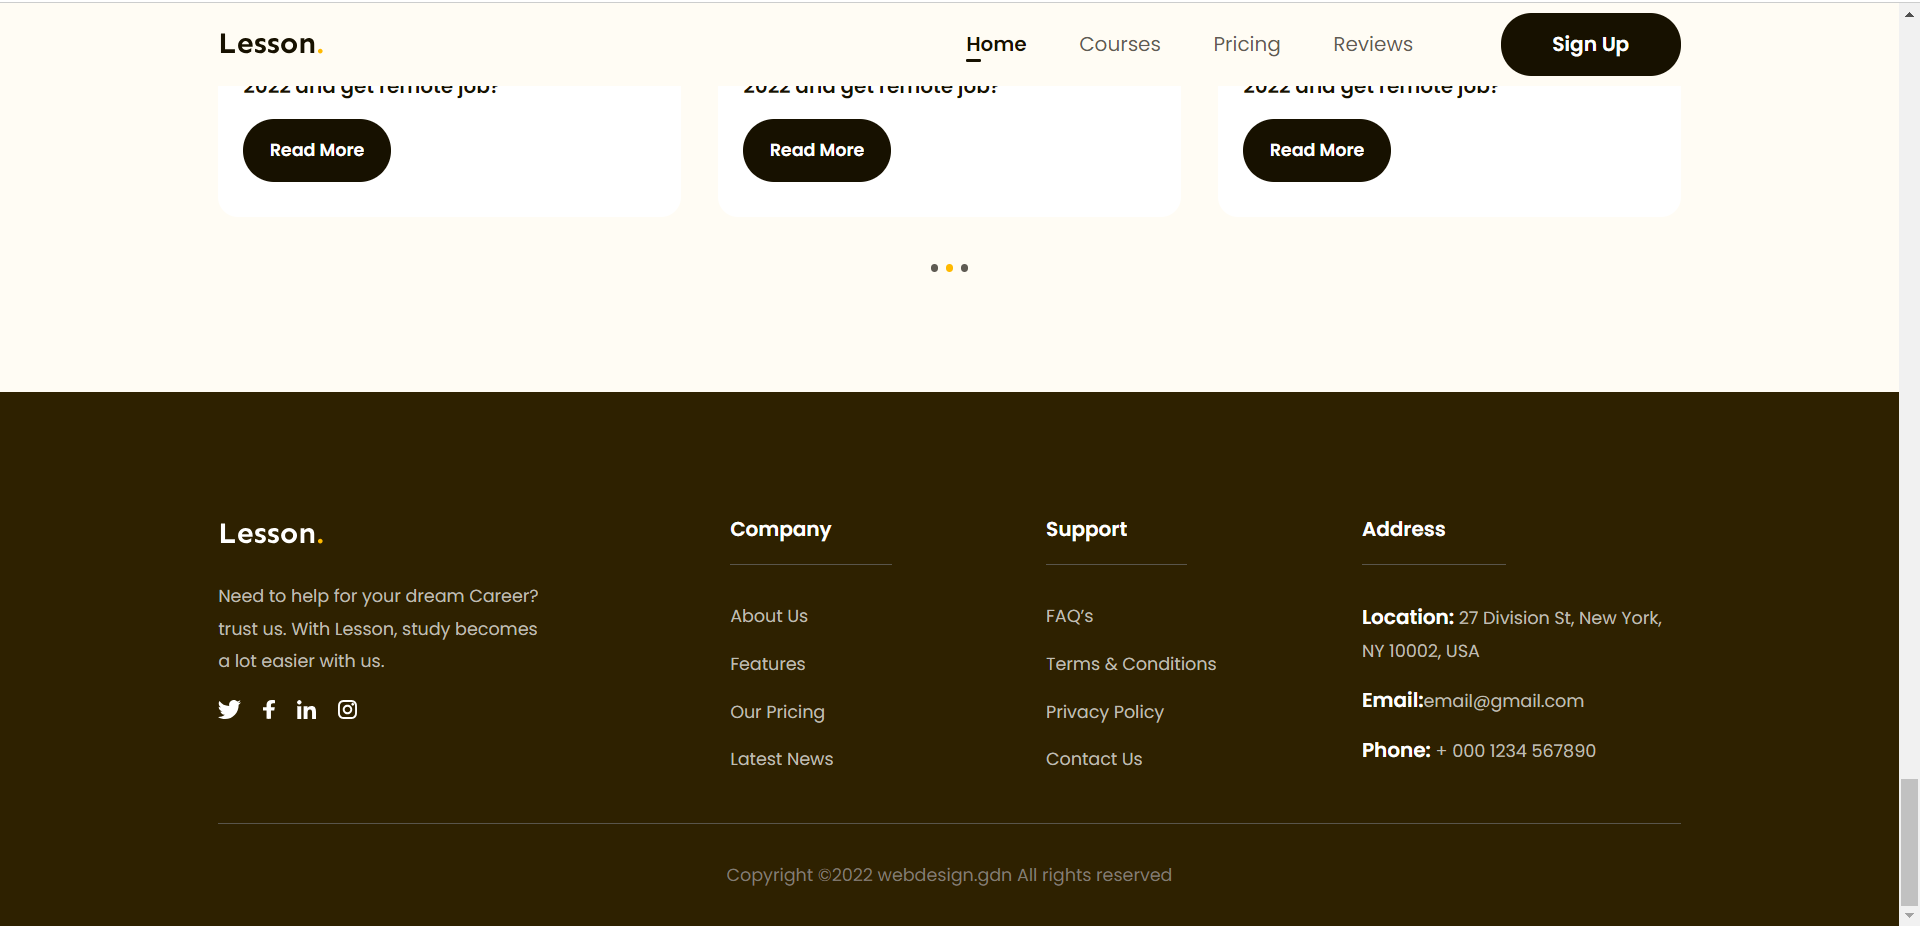 Lesson.
Home Courses Pricing Reviews Sign Up
2022 and get remote job? 2022 and get remote job? 2022 and get remote job?
Read More Read More Read More
Lesson.
Need to help for your dream Career?
trust us. With Lesson, study becomes
a lot easier with us.
Company
About Us
Features
Our Pricing
Latest News
Support
FAQ’s
Terms & Conditions
Privacy Policy
Contact Us
Address
Location: 27 Division St, New York,
NY 10002, USA
Email:email@gmail.com
Phone: + 000 1234 567890
Copyright ©2022 webdesign.gdn All rights reserved